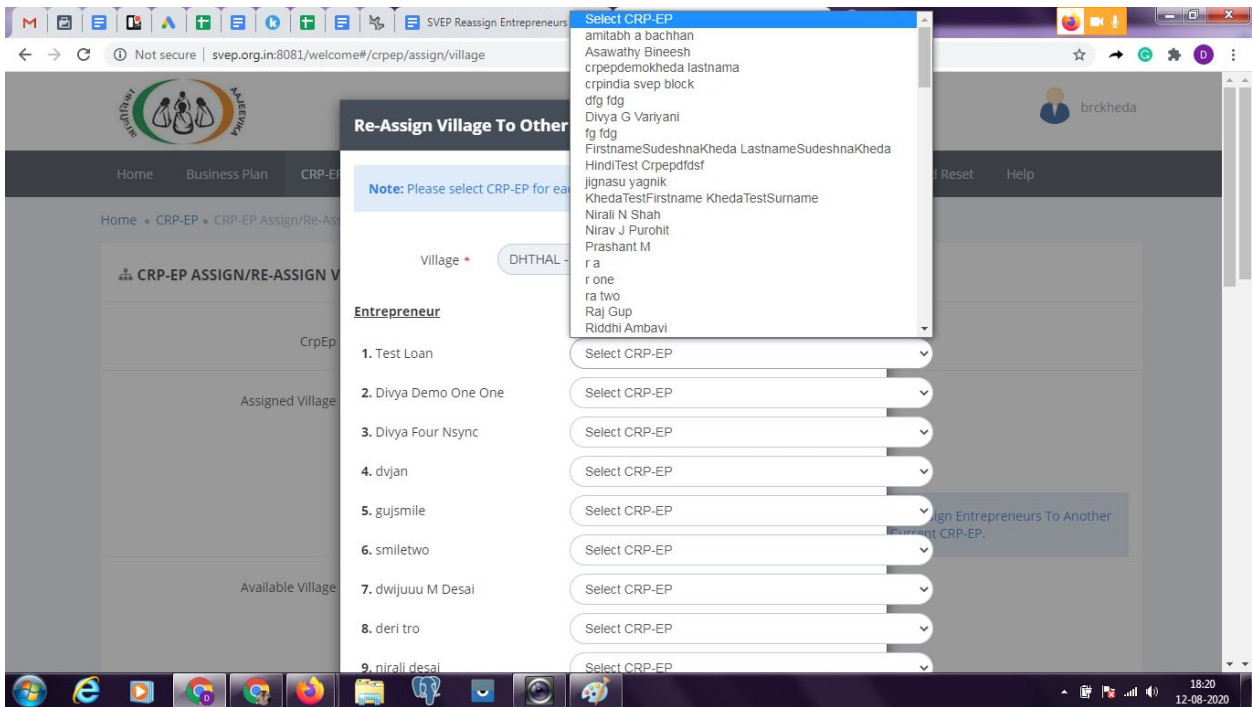 SVEP Reassign Entrepreneurs
Not secure | svep.org.in:8081/welcome#/crpep/assign/village
D
आजीविका
AAJEEVIKA
brckheda
Home Business Plan CRP-EP
d Reset Help
Home • CRP-EP • CRP-EP Assign/Re-Ass
CRP-EP ASSIGN/RE-ASSIGN V
CrpEp
Assigned Village
Available Village
ign Entrepreneurs To Another
Current CRP-EP.
Re-Assign Village To Other
Note: Please select CRP-EP for eac
Village * DHTHAL -
Entrepreneur
Select CRP-EP
amitabh a bachhan
Asawathy Bineesh
crpepdemokheda lastnama
crpindia svep block
dfg fdg
Divya G Variyani
fg fdg
FirstnameSudeshnaKheda LastnameSudeshnaKheda
HindiTest Crpepdfdsf
jignasu yagnik
KhedaTestFirstname KhedaTestSurname
Nirali N Shah
Nirav J Purohit
Prashant M
r a
r one
ra two
Raj Gup
Riddhi Ambavi
1. Test Loan Select CRP-EP
2. Divya Demo One One Select CRP-EP
3. Divya Four Nsync Select CRP-EP
4. dvjan Select CRP-EP
5. gujsmile Select CRP-EP
6. smiletwo Select CRP-EP
7. dwijuuu M Desai Select CRP-EP
8. deri tro Select CRP-EP
9. nirali desai Select CRP-EP
18:20
12-08-2020